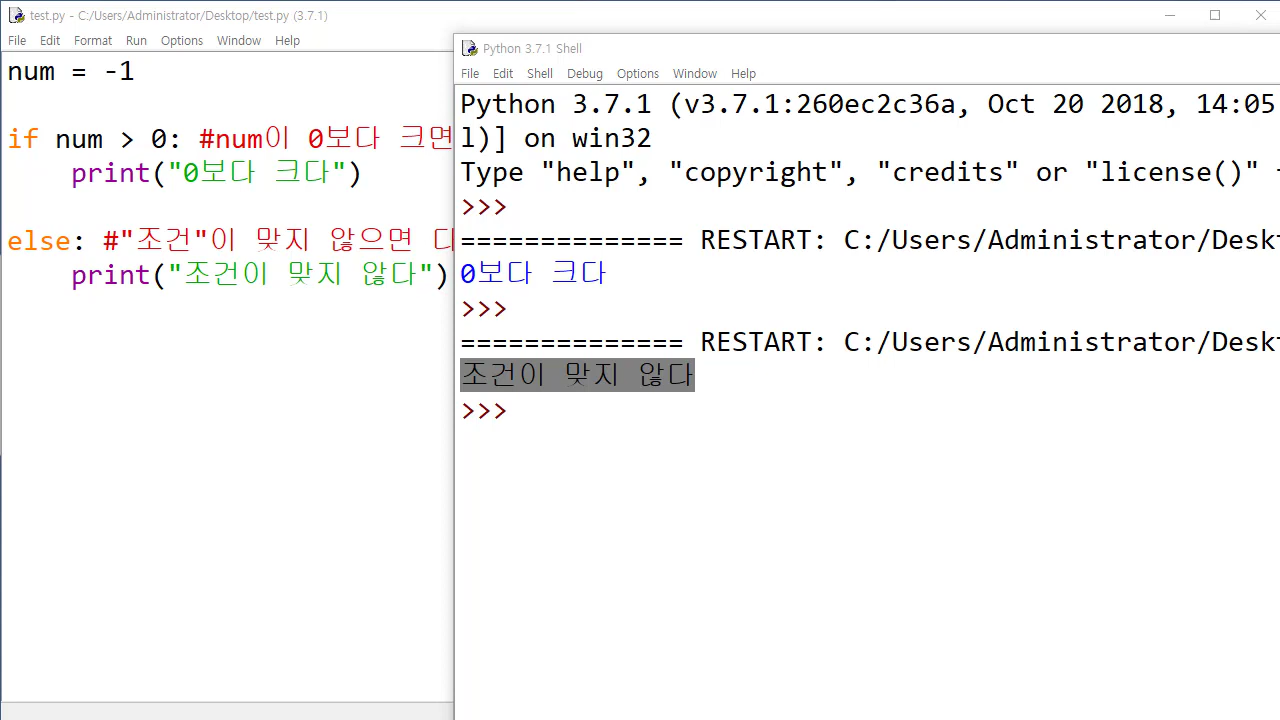 test.py - C:/Users/Administrator/Desktop/test.py (3.7.1)
File Edit Format Run Options Window Help
num = -1
if num > 0: #num이 0보다 크면
print("0보다 크다")
else: #"조건"이 맞지 않으면 다
print("조건이 맞지 않다")
Python 3.7.1 Shell
File Edit Shell Debug Options Window Help
Python 3.7.1 (v3.7.1:260ec2c36a, Oct 20 2018, 14:05
l)] on win32
Type "help", "copyright", "credits" or "license()"
>>>
============== RESTART: C:/Users/Administrator/Desk
0보다 크다
>>>
============== RESTART: C:/Users/Administrator/Desk
조건이 맞지 않다
>>>